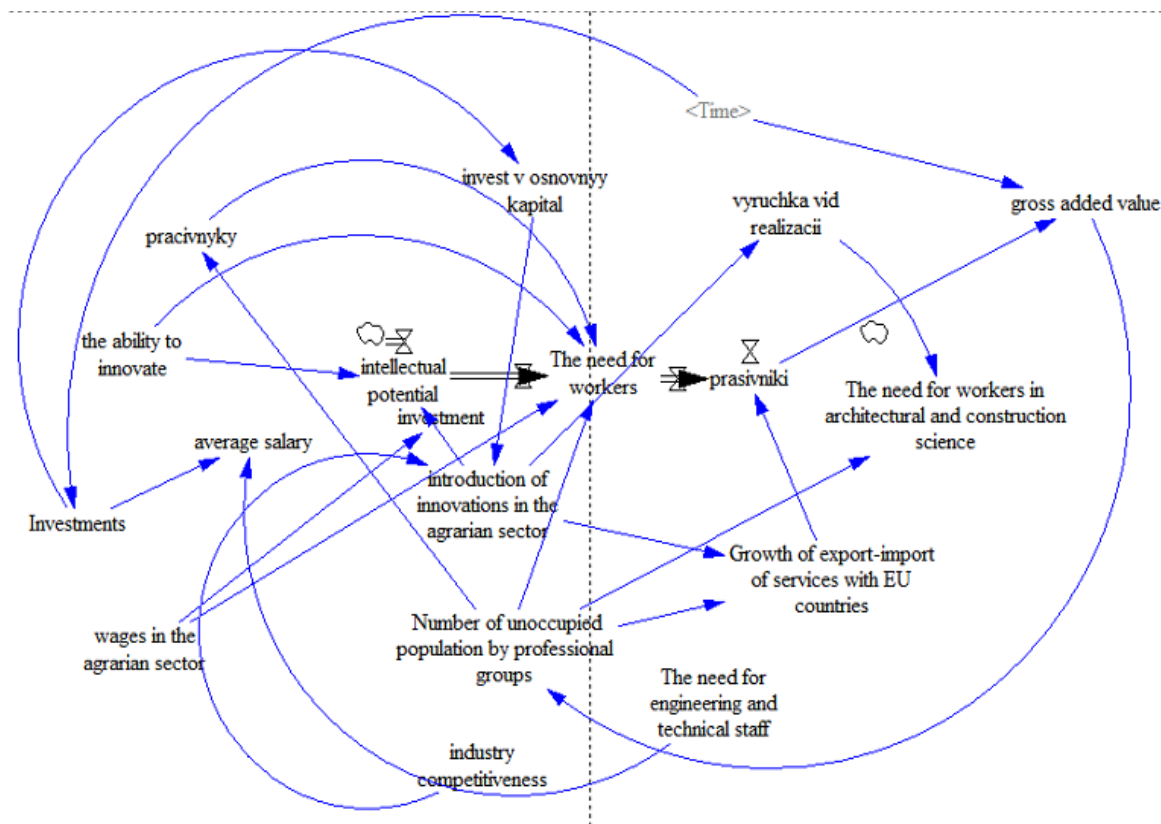 <Time>
invest v osnovnyy
kapital
vyruchka vid
realizacii
gross added value
pracivnyky
the ability to
innovate
intellectual
potential
The need for
workers
prasivniki
The need for workers in
architectural and construction
science
investment
average salary
introduction of
innovations in the
agrarian sector
Investments
Growth of export-import
of services with EU
countries
wages in the
agrarian sector
Number of unoccupied
population by professional
groups
The need for
engineering and
technical staff
industry
competitiveness